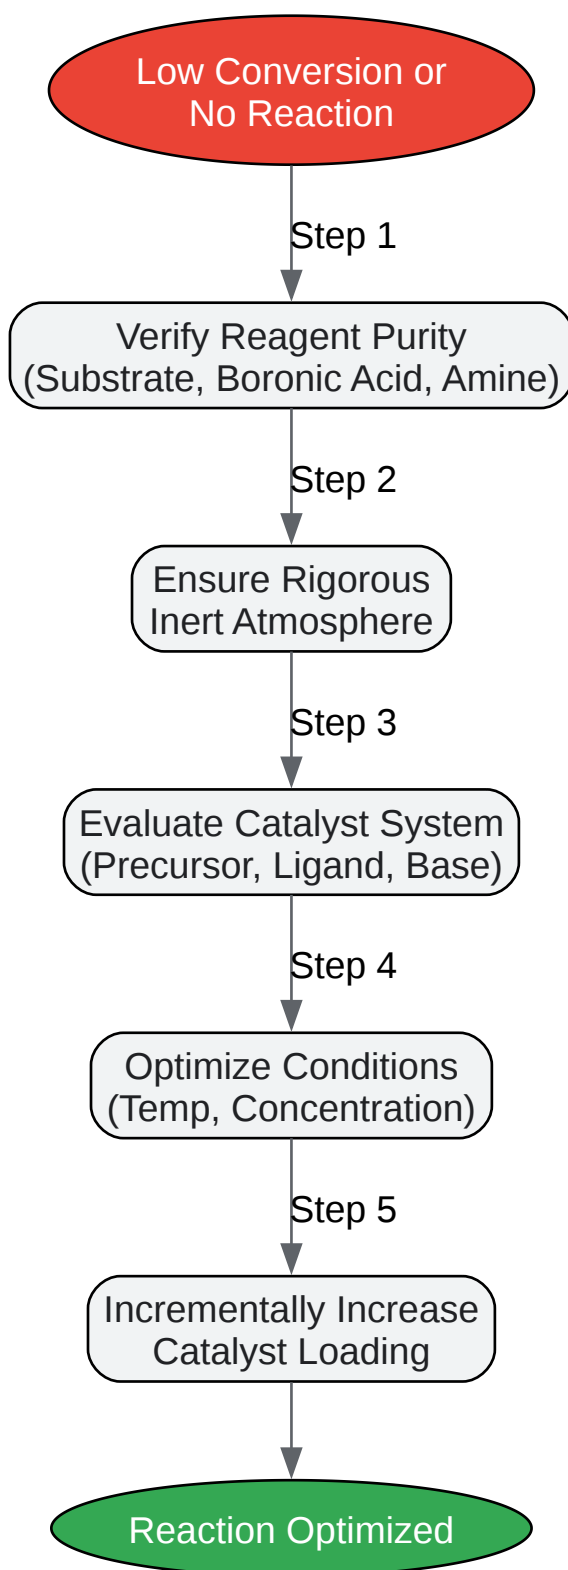 Low Conversion or
No Reaction
Step 1
Verify Reagent Purity
(Substrate, Boronic Acid, Amine)
Step 2
Ensure Rigorous
Inert Atmosphere
Step 3
Evaluate Catalyst System
(Precursor, Ligand, Base)
Step 4
Optimize Conditions
(Temp, Concentration)
Step 5
Incrementally Increase
Catalyst Loading
Reaction Optimized